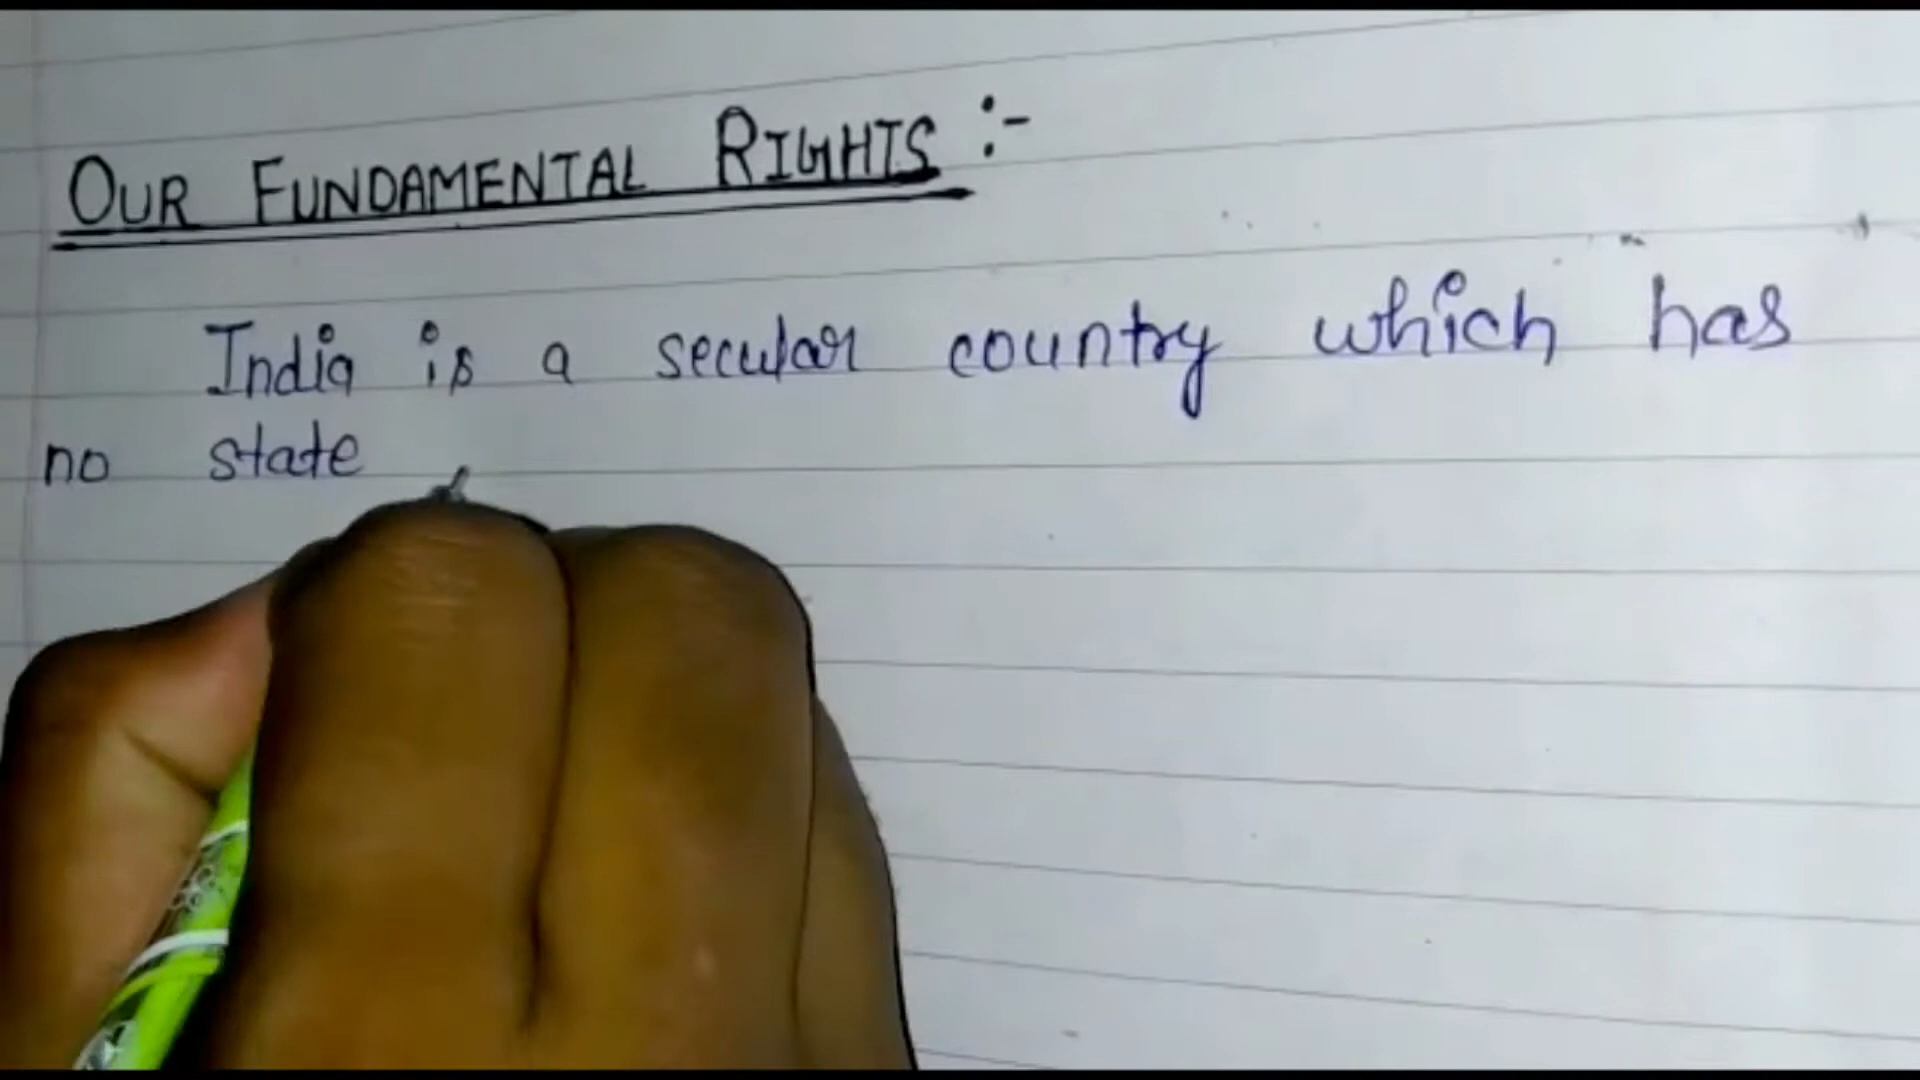 OUR FUNDAMENTAL RIGHTS :-
India is a secular country which has
no state